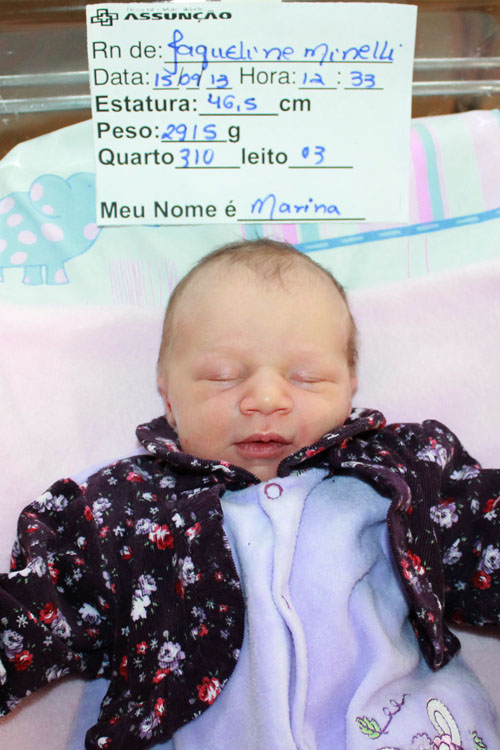 ASSUNÇÃO
Rn de: Jaqueline Minelli
Data: 15/09/13 Hora: 12 : 33
Estatura: 46,5 cm
Peso: 2915 g
Quarto 310 leito 03
Meu Nome é Marina